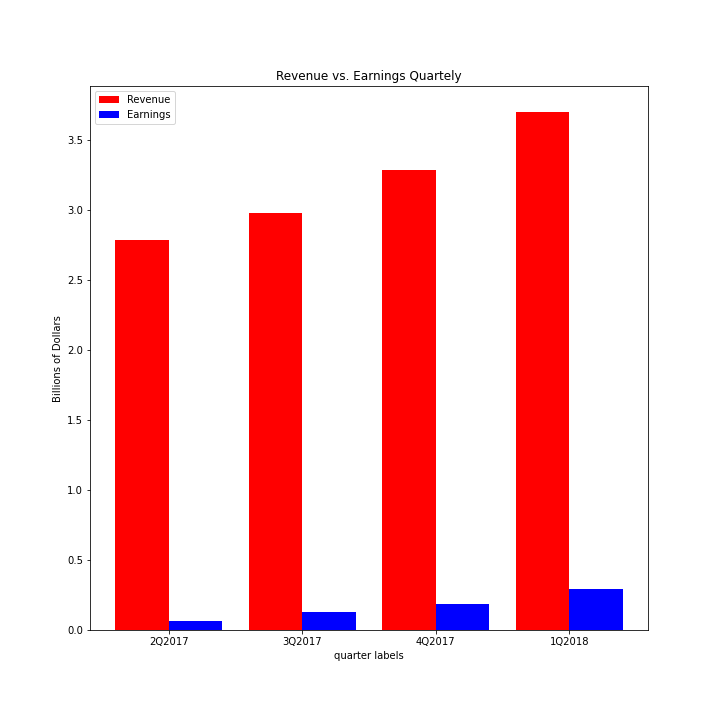 Revenue vs. Earnings Quartely
Revenue
Earnings
3.5
3.0
2.5
2.0
1.5
1.0
0.5
0.0
Billions of Dollars
2Q2017 3Q2017 4Q2017 1Q2018
quarter labels